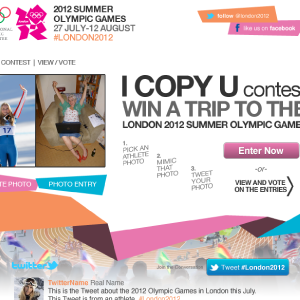 2012 SUMMER
OLYMPIC GAMES
27 JULY-12 AUGUST
#LONDON2012
follow @london2012
like us on facebook
CONTEST | VIEW / VOTE
I COPY U contes
WIN A TRIP TO THE
LONDON 2012 SUMMER OLYMPIC GAME
1.
PICK AN
ATHLETE
PHOTO
2.
MIMIC
THAT
PHOTO
3.
TWEET
YOUR
PHOTO
Enter Now
-or-
VIEW AND VOTE
ON THE ENTRIES
17
TE PHOTO
PHOTO ENTRY
twitter
Join the Conversation
Tweet #London2012
TwitterName Real Name
This is the Tweet about the 2012 Olympic Games in London this July.
This Tweet is from an athlete. #London2012